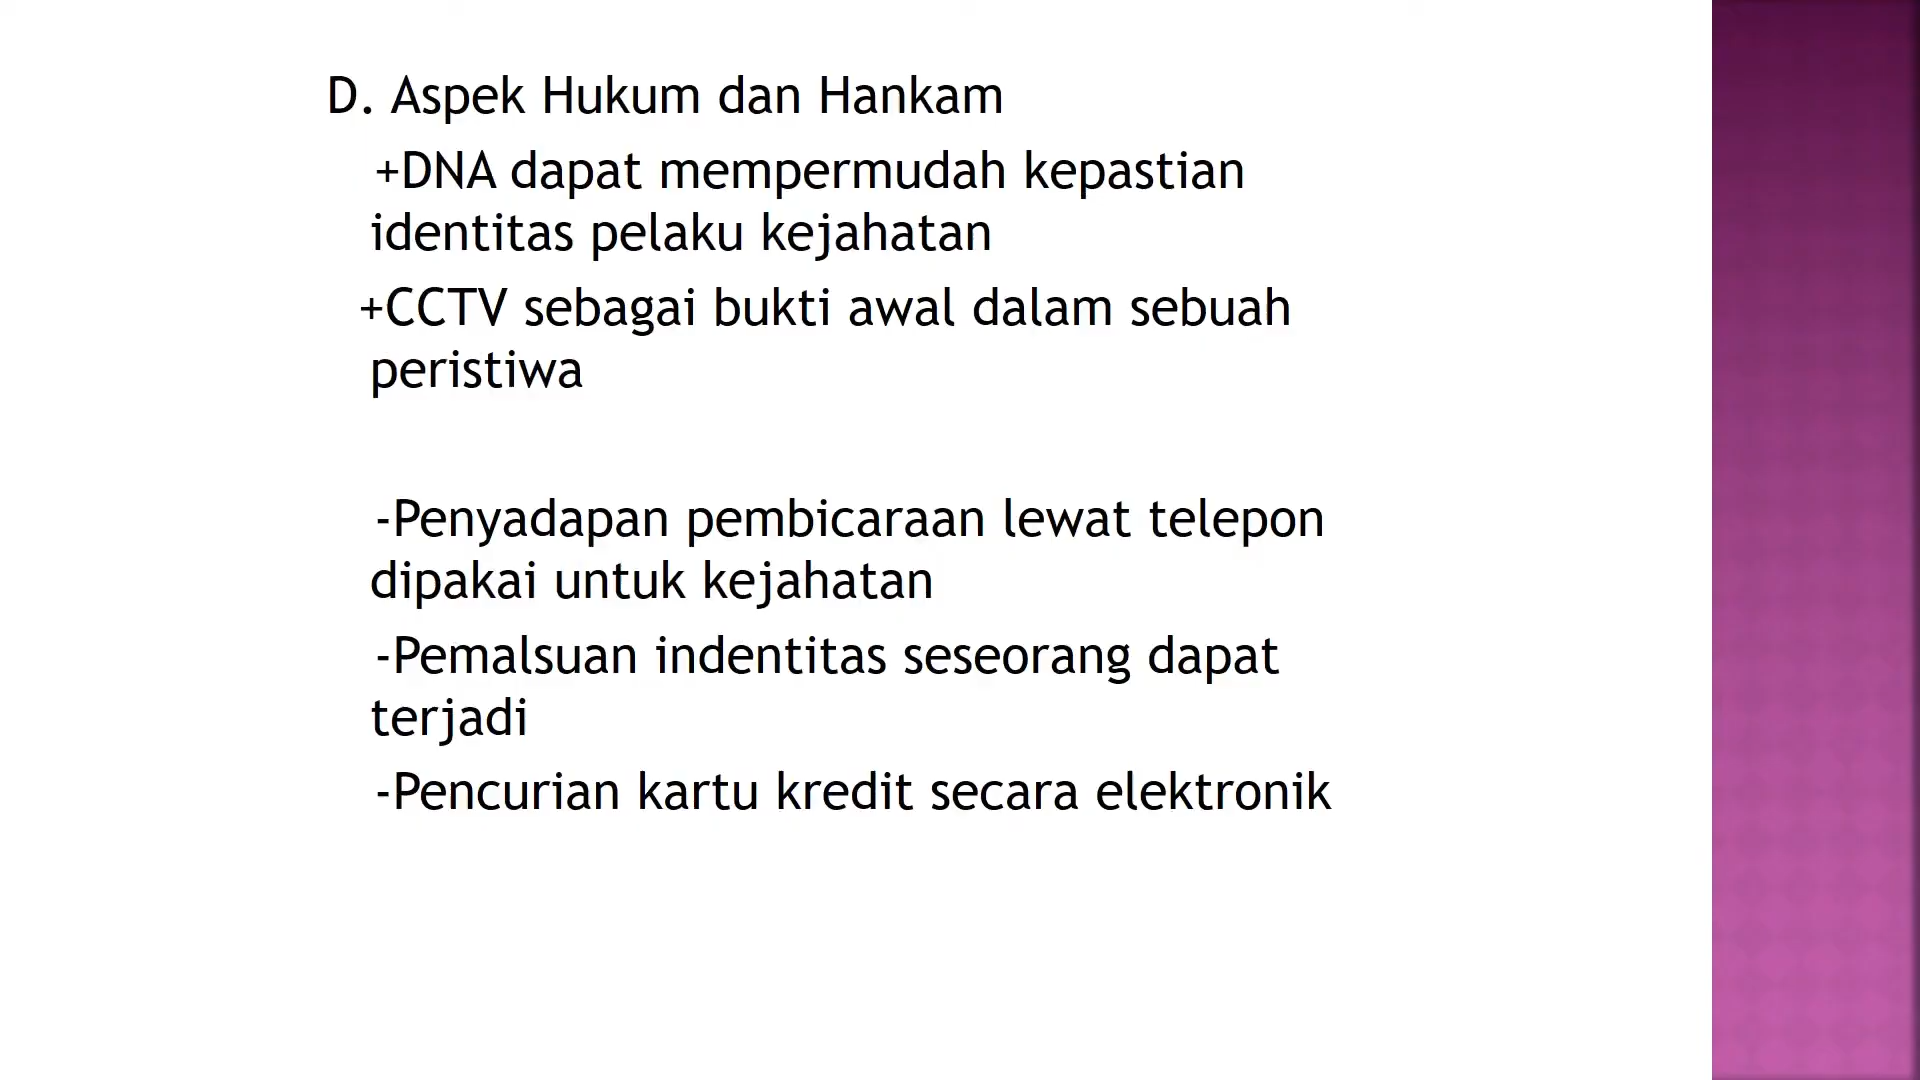 D. Aspek Hukum dan Hankam
+DNA dapat mempermudah kepastian
identitas pelaku kejahatan
+CCTV sebagai bukti awal dalam sebuah
peristiwa
-Penyadapan pembicaraan lewat telepon
dipakai untuk kejahatan
-Pemalsuan indentitas seseorang dapat
terjadi
-Pencurian kartu kredit secara elektronik